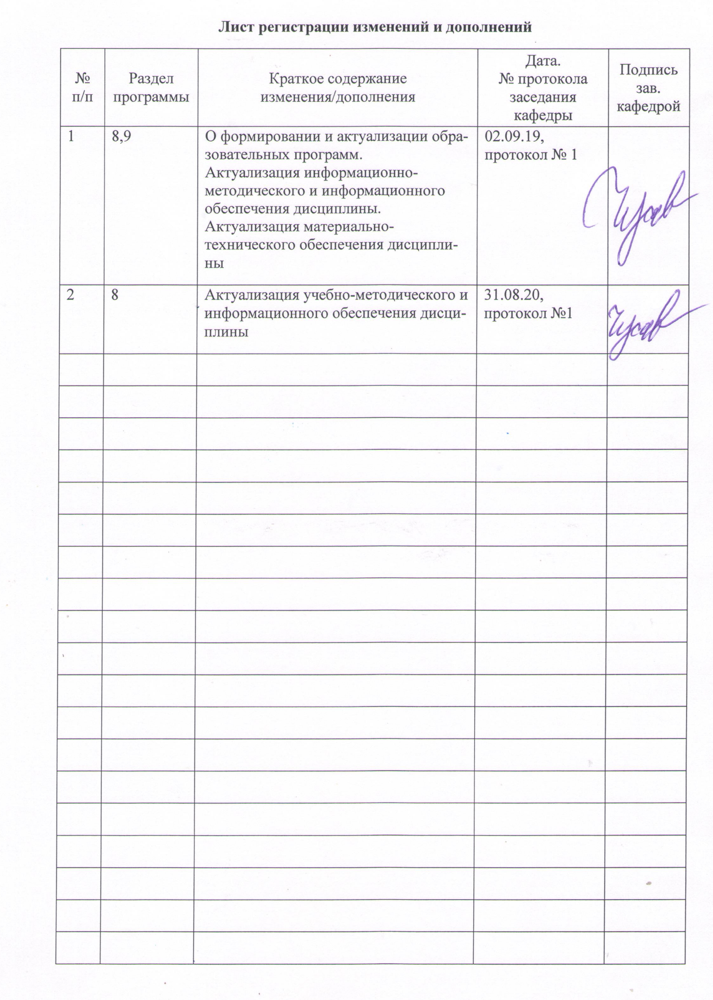 Лист регистрации изменений и дополнений
№
п/п
Раздел
программы
Краткое содержание
изменения/дополнения
Дата.
№ протокола
заседания
кафедры
Подпись
зав.
кафедрой
1
8,9
О формировании и актуализации обра-
зовательных программ.
Актуализация информационно-
методического и информационного
обеспечения дисциплины.
Актуализация материально-
технического обеспечения дисципли-
ны
02.09.19,
протокол № 1
2
8
Актуализация учебно-методического и
информационного обеспечения дисци-
плины
31.08.20,
протокол №1